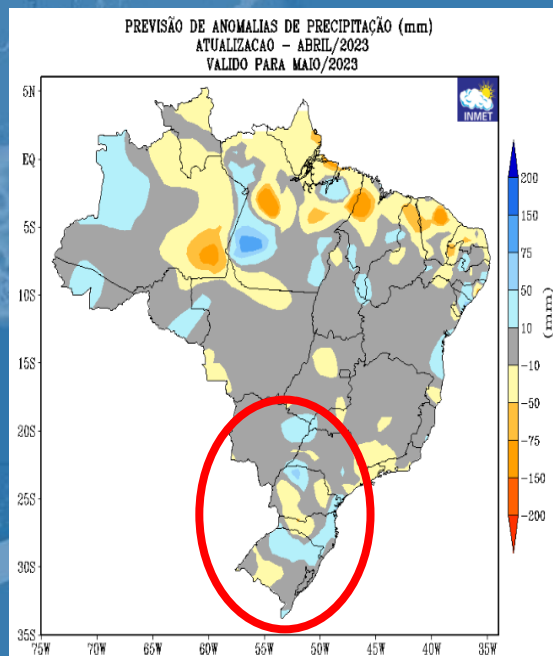 PREVISÃO DE ANOMALIAS DE PRECIPITAÇÃO (mm)
ATUALIZACAO - ABRIL/2023
VALIDO PARA MAIO/2023
INMET
5N
EQ
5S
10S
15S
20S
25S
30S
35S
75W 70W 65W 60W 55W 50W 45W 40W 35W
200
150
75
50
10
-10
-50
-75
-150
-200
(mm)